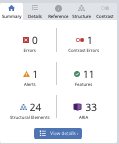 Summary Details Reference Structure Contrast
0 1
Errors Contrast Errors
1 11
Alerts Features
24 33
Structural Elements ARIA
View details ›